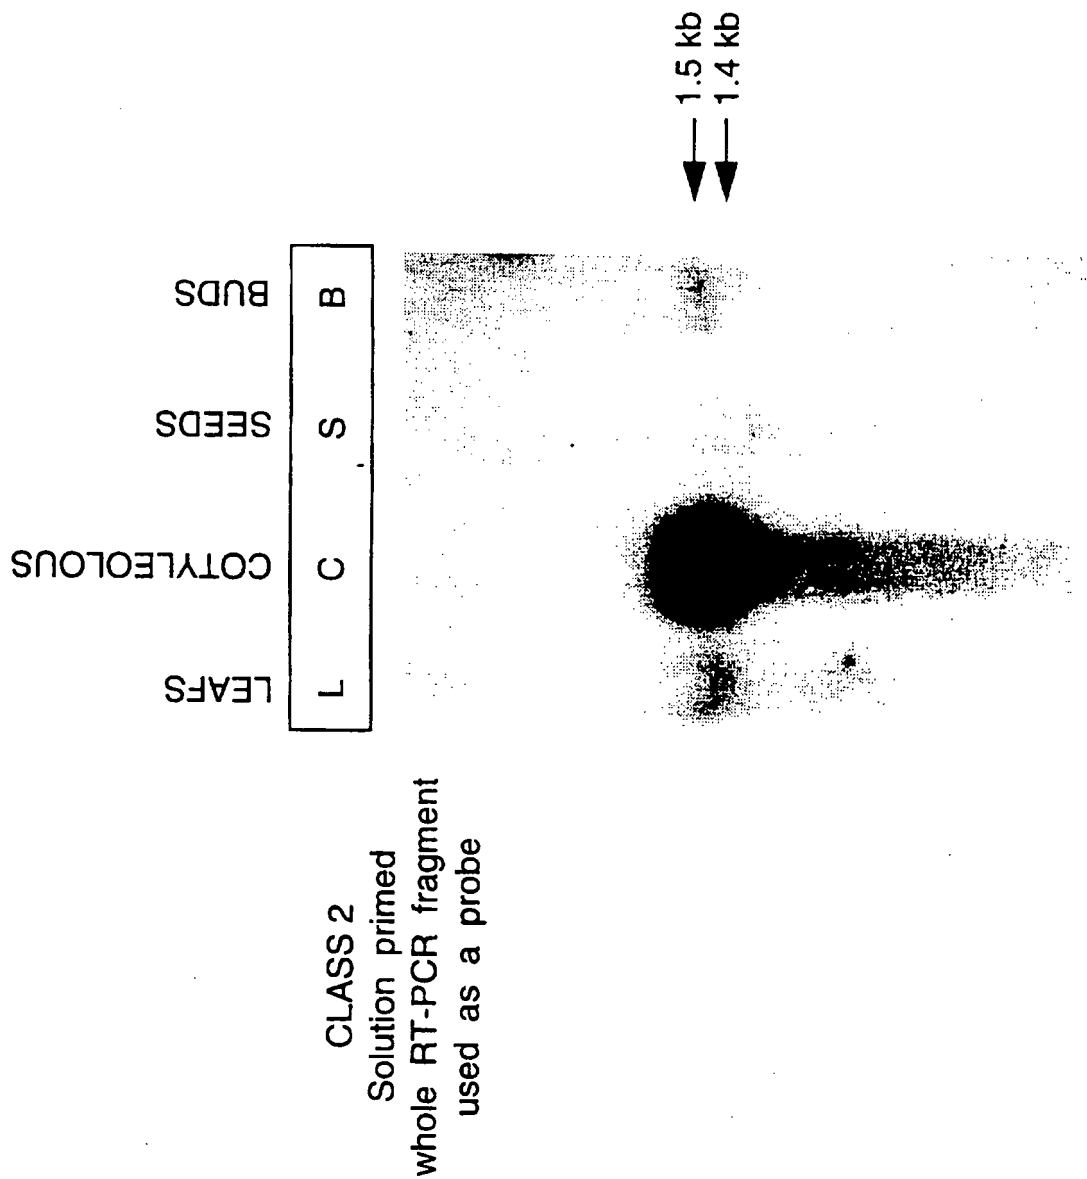 LEAFS
COTYLEOLOUS
SEEDS
BUDS
L C S B
CLASS 2
Solution primed
whole RT-PCR fragment
used as a probe
1.5 kb
1.4 kb